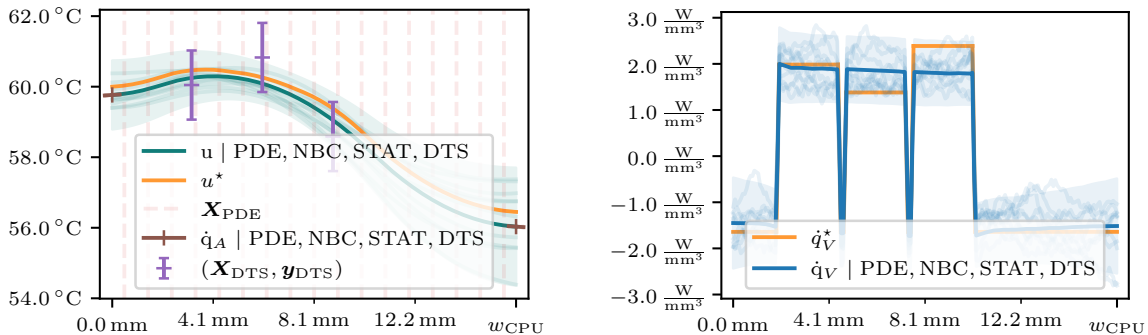 62.0 °C
60.0 °C
58.0 °C
56.0 °C
54.0 °C
u | PDE, NBC, STAT, DTS
u⋆
X_PDE
q̇_A | PDE, NBC, STAT, DTS
(X_DTS, y_DTS)
0.0 mm 4.1 mm 8.1 mm 12.2 mm w_CPU
3.0 W/mm³
2.0 W/mm³
1.0 W/mm³
0.0 W/mm³
−1.0 W/mm³
−2.0 W/mm³
−3.0 W/mm³
q̇_V⋆
q̇_V | PDE, NBC, STAT, DTS
0.0 mm 4.1 mm 8.1 mm 12.2 mm w_CPU